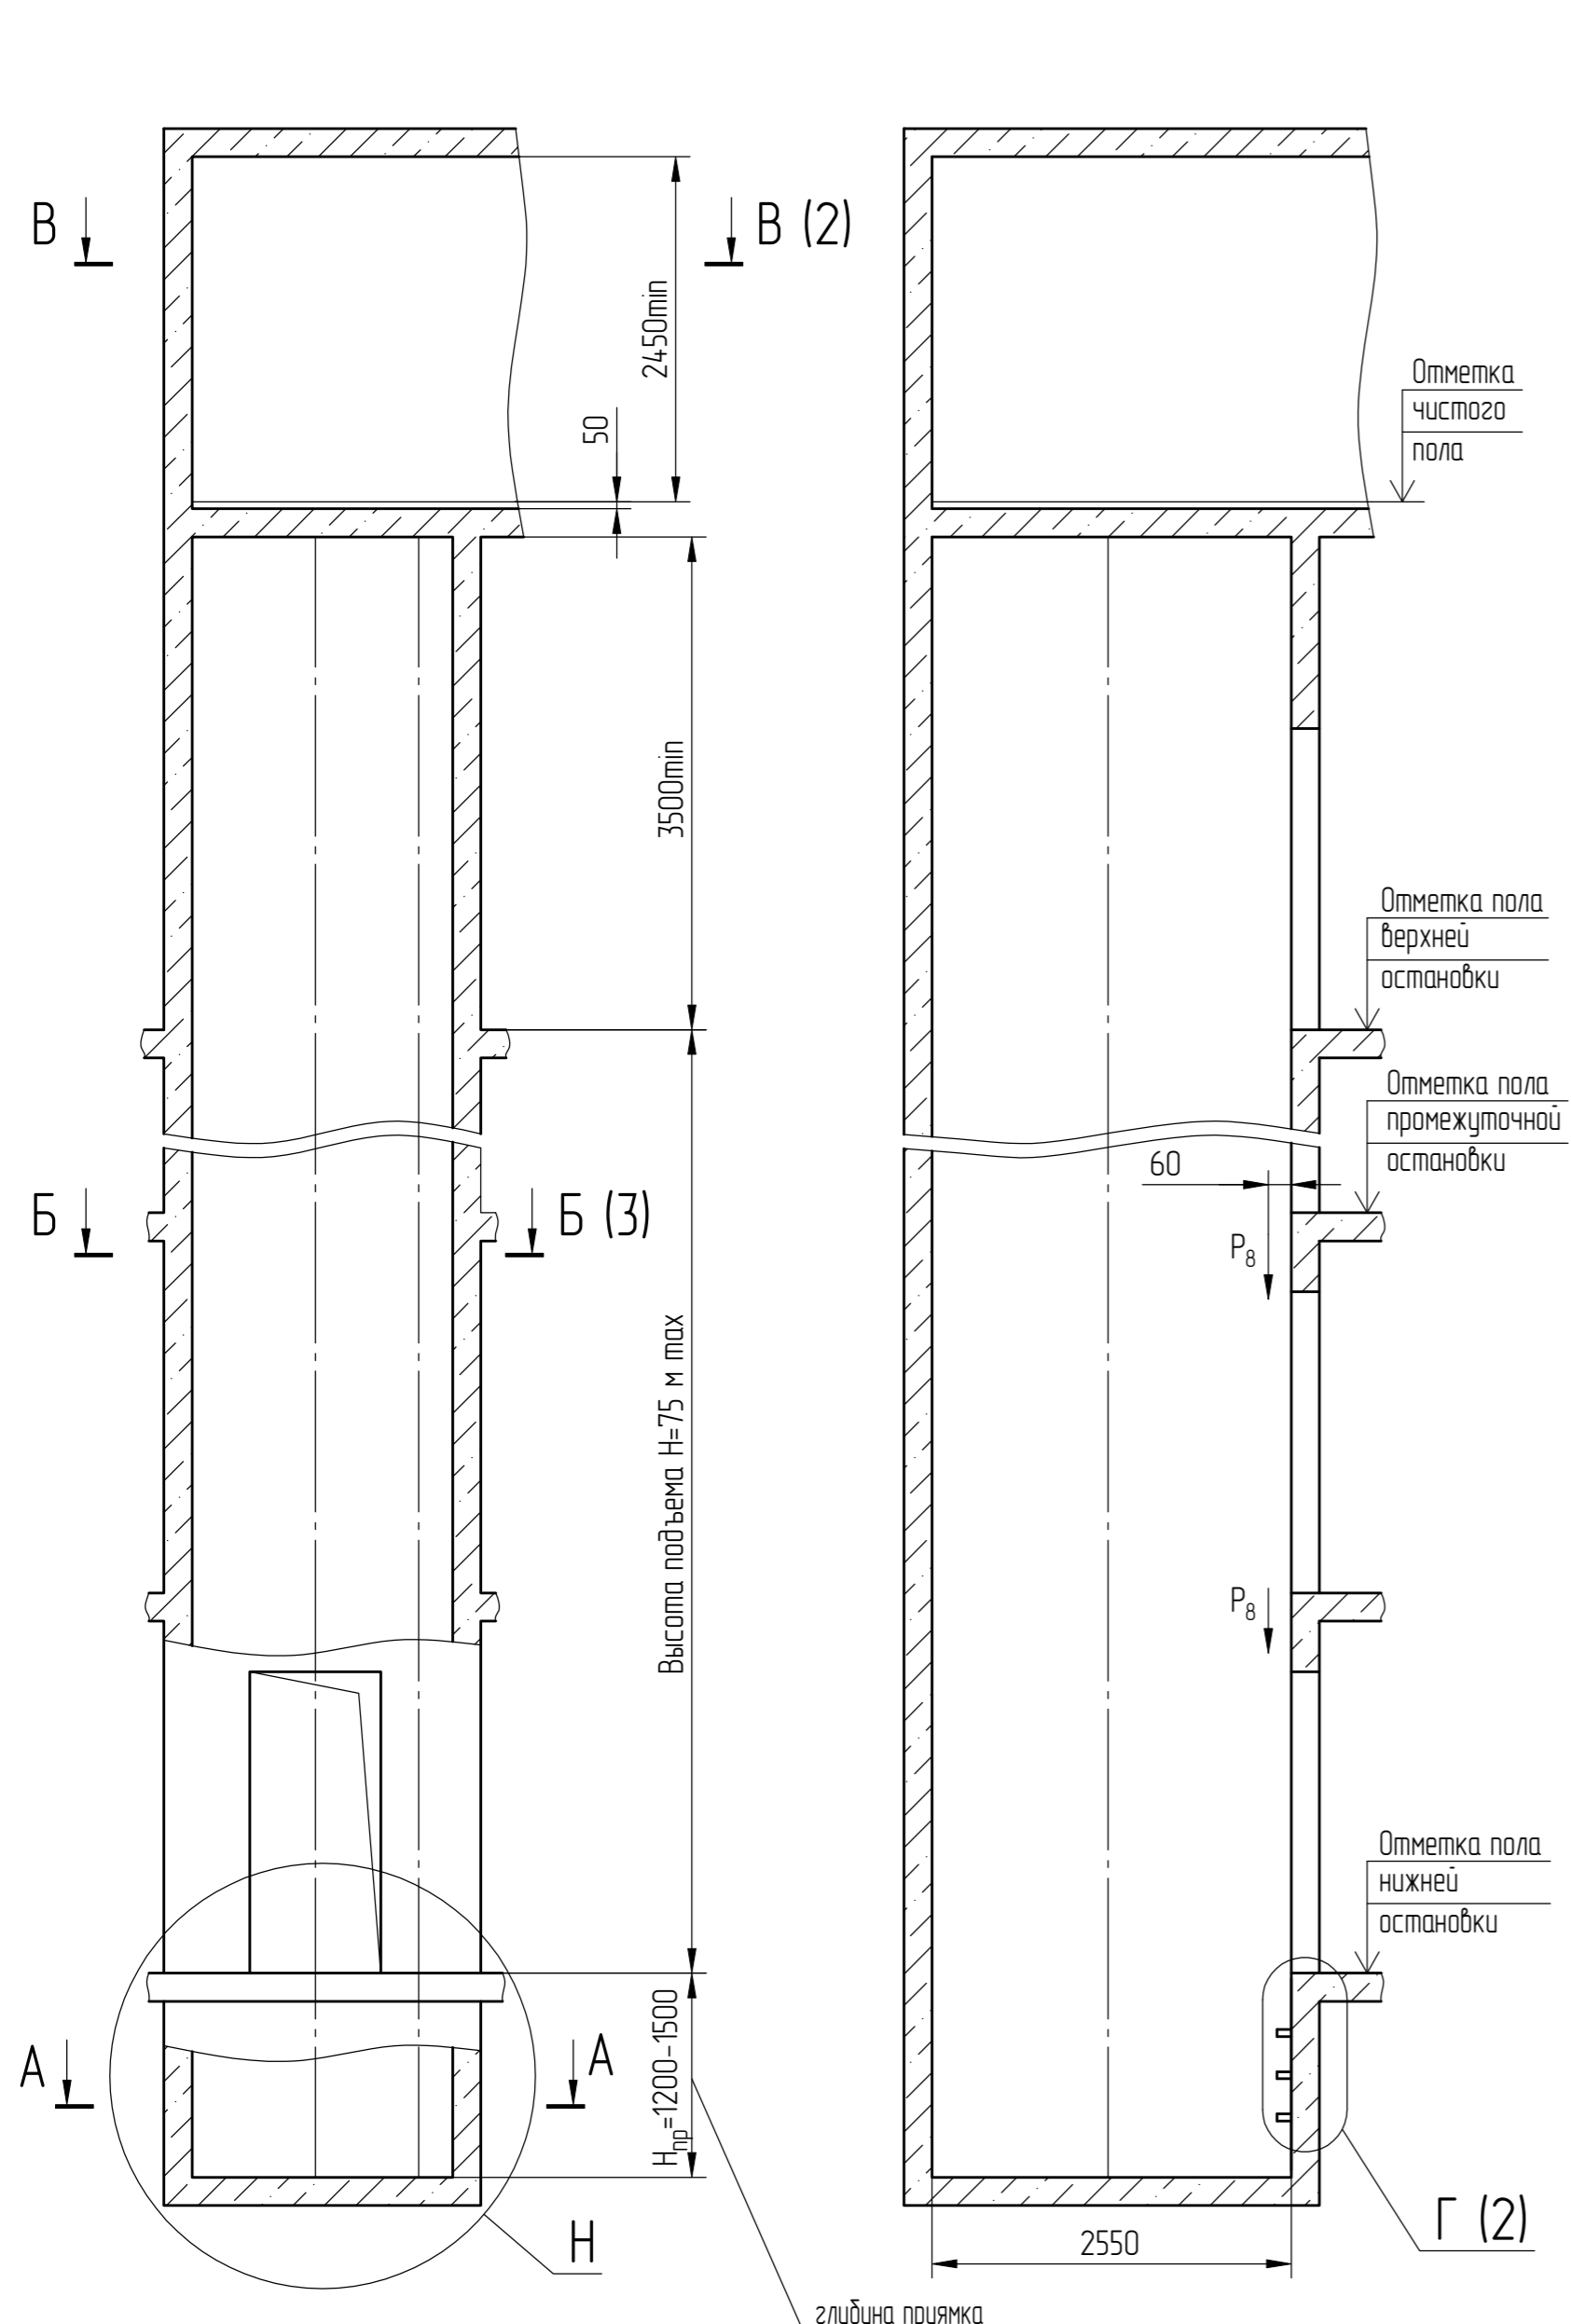 В
В (2)
2450min
50
Отметка
чистого
пола
3500min
Отметка пола
верхней
остановки
Отметка пола
промежуточной
остановки
60
Б
Б (3)
P8
Высота подъема H=75 м max
P8
Отметка пола
нижней
остановки
А
А
Hпр=1200-1500
Н
2550
Г (2)
глубина приямка